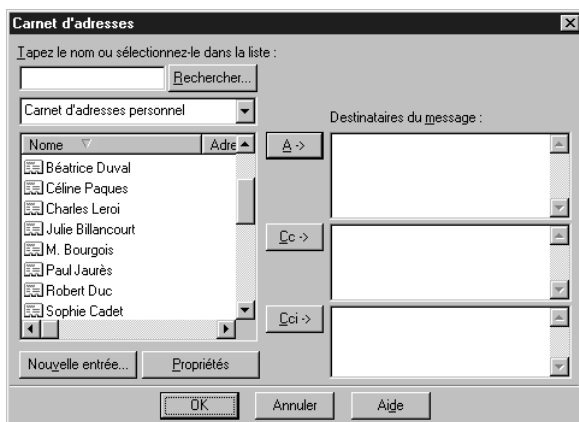 Carnet d'adresses
Tapez le nom ou sélectionnez-le dans la liste :
Rechercher...
Carnet d'adresses personnel
Destinataires du message :
Nome Adre
A ->
Béatrice Duval
Céline Paques
Charles Leroi
Julie Billancourt
Cc ->
M. Bourgois
Paul Jaurès
Robert Duc
Sophie Cadet
Cci ->
Nouvelle entrée... Propriétés
OK Annuler Aide